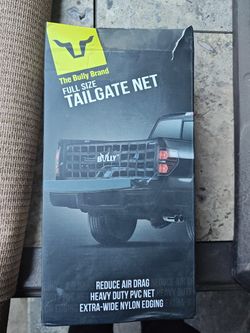 The Bully Brand
FULL SIZE
TAILGATE NET
BULLY
REDUCE AIR DRAG
HEAVY DUTY PVC NET
EXTRA-WIDE NYLON EDGING